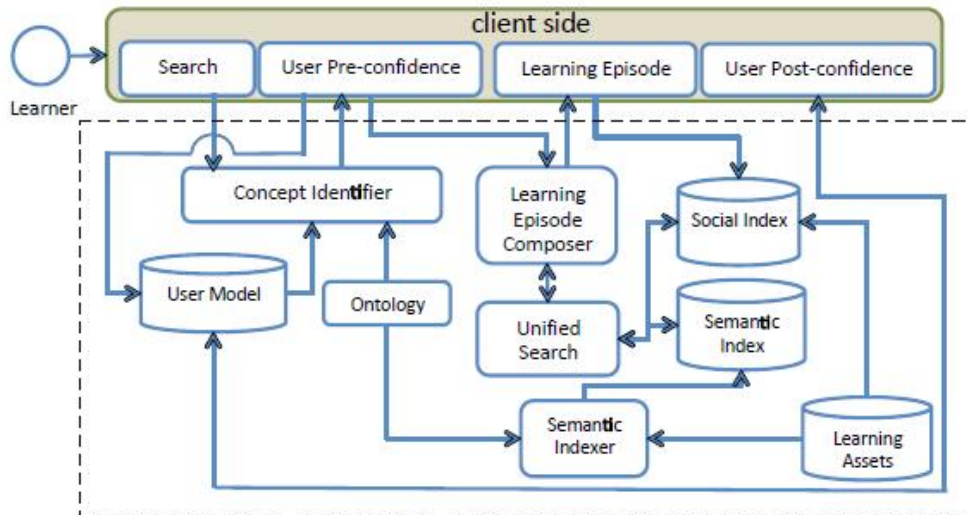 client side
Search
User Pre-confidence
Learning Episode
User Post-confidence
Learner
Concept Identifier
Learning
Episode
Composer
Social Index
User Model
Ontology
Unified
Search
Semantic
Index
Semantic
Indexer
Learning
Assets